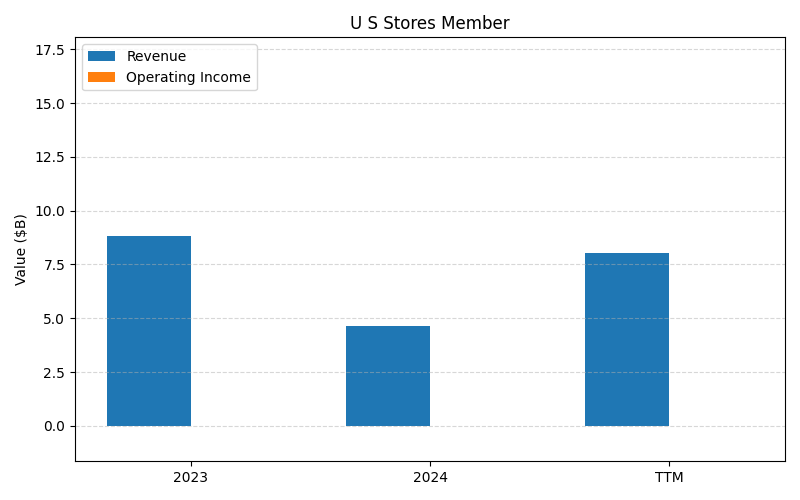 U S Stores Member
Revenue
Operating Income
Value ($B)
17.5
15.0
12.5
10.0
7.5
5.0
2.5
0.0
2023
2024
TTM